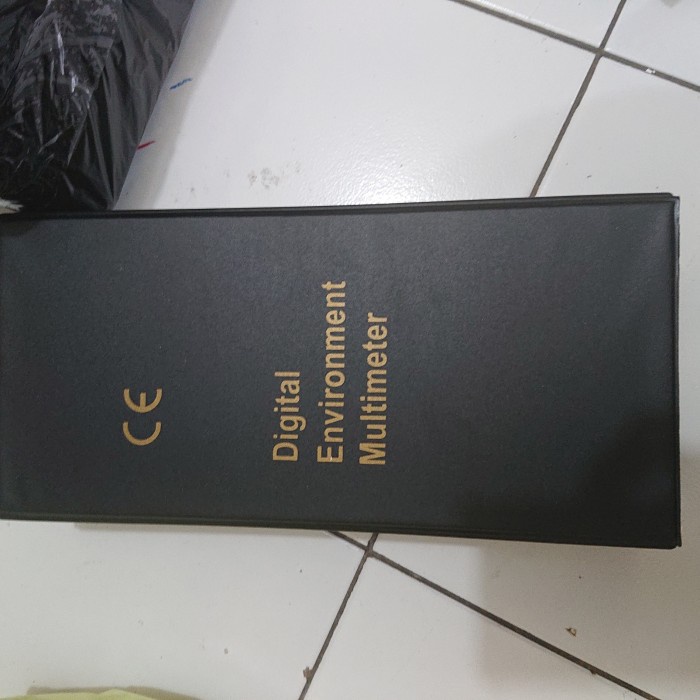 CE
Digital
Environment
Multimeter